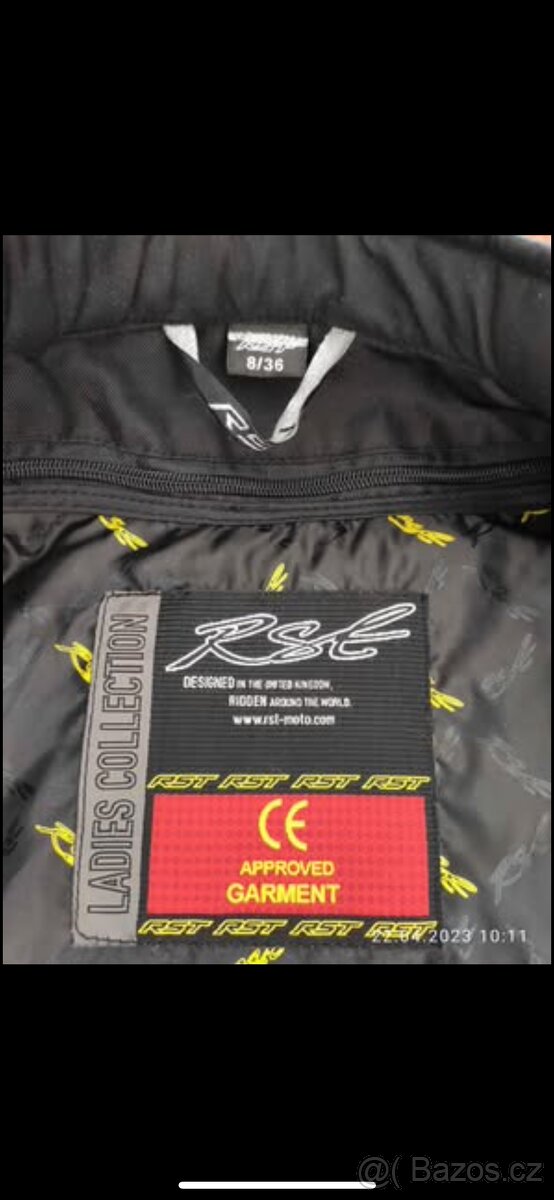 8/36
RST
LADIES COLLECTION
Rst
DESIGNED IN THE UNITED KINGDOM,
RIDDEN AROUND THE WORLD.
www.rst-moto.com
RST RST RST RST
CE
APPROVED
GARMENT
RST RST RST RST
22.04.2023 10:11
@( Bazos.cz